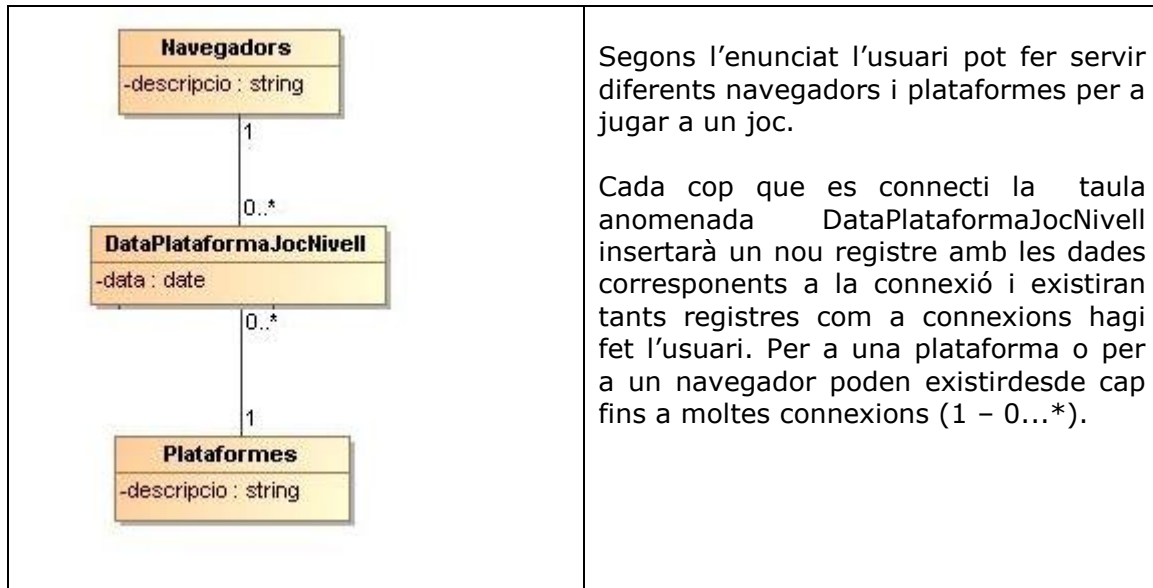 Navegadors
-descripcio : string
1
0..*
DataPlataformaJocNivell
-data : date
0..*
1
Plataformes
-descripcio : string
Segons l'enunciat l'usuari pot fer servir
diferents navegadors i plataformes per a
jugar a un joc.
Cada cop que es connecti la taula
anomenada DataPlataformaJocNivell
insertarà un nou registre amb les dades
corresponents a la connexió i existiran
tants registres com a connexions hagi
fet l'usuari. Per a una plataforma o per
a un navegador poden existirdesde cap
fins a moltes connexions (1 – 0...*).